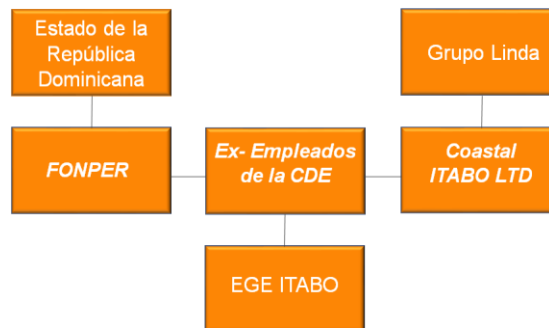 Estado de la
República
Dominicana
Grupo Linda
FONPER
Ex- Empleados
de la CDE
Coastal
ITABO LTD
EGE ITABO